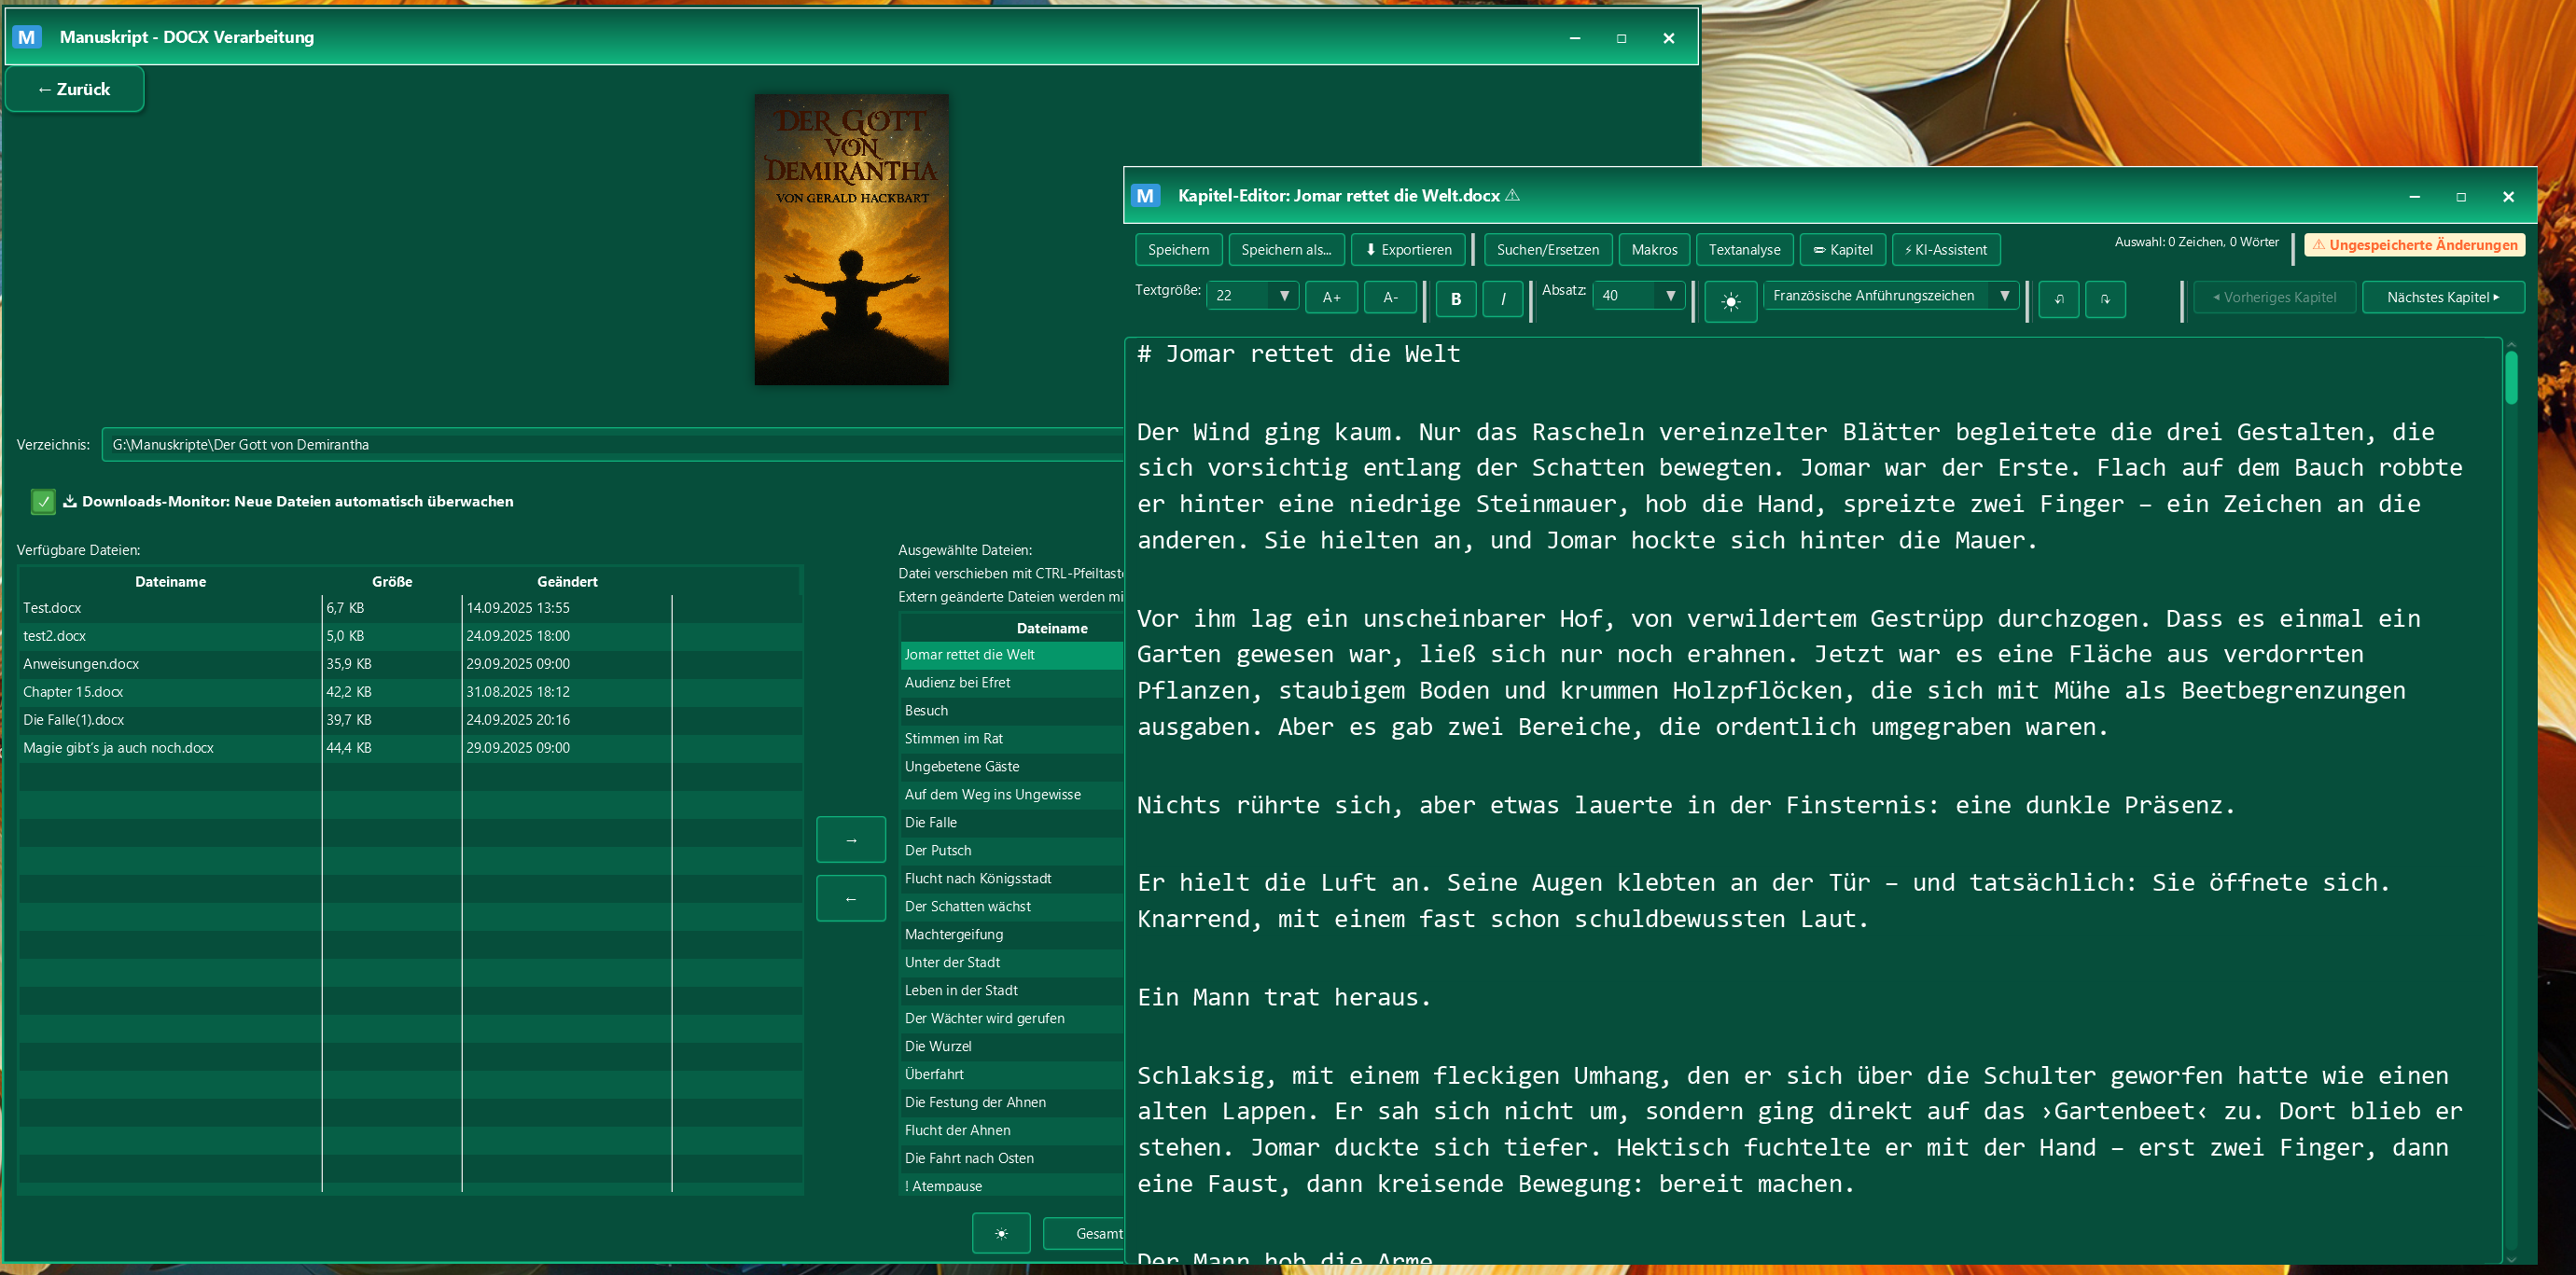 M Manuskript - DOCX Verarbeitung
← Zurück
DER GOTT
VON
DEMIRANTHA
VON GERALD HACKBART
Verzeichnis: G:\Manuskripte\Der Gott von Demirantha
Downloads-Monitor: Neue Dateien automatisch überwachen
Verfügbare Dateien:
Dateiname Größe Geändert
Test.docx 6,7 KB 14.09.2025 13:55
test2.docx 5,0 KB 24.09.2025 18:00
Anweisungen.docx 35,9 KB 29.09.2025 09:00
Chapter 15.docx 42,2 KB 31.08.2025 18:12
Die Falle(1).docx 39,7 KB 24.09.2025 20:16
Magie gibt's ja auch noch.docx 44,4 KB 29.09.2025 09:00
→
←
Ausgewählte Dateien:
Datei verschieben mit CTRL-Pfeiltast
Extern geänderte Dateien werden mi
Dateiname
Jomar rettet die Welt
Audienz bei Efret
Besuch
Stimmen im Rat
Ungebetene Gäste
Auf dem Weg ins Ungewisse
Die Falle
Der Putsch
Flucht nach Königsstadt
Der Schatten wächst
Machtergeifung
Unter der Stadt
Leben in der Stadt
Der Wächter wird gerufen
Die Wurzel
Überfahrt
Die Festung der Ahnen
Flucht der Ahnen
Die Fahrt nach Osten
! Atempause
Gesamt
M Kapitel-Editor: Jomar rettet die Welt.docx ⚠
Speichern Speichern als... ⬇ Exportieren Suchen/Ersetzen Makros Textanalyse Kapitel ⚡ KI-Assistent Auswahl: 0 Zeichen, 0 Wörter ⚠ Ungespeicherte Änderungen
Textgröße: 22 A+ A- B I Absatz: 40 Französische Anführungszeichen Vorheriges Kapitel Nächstes Kapitel
# Jomar rettet die Welt
Der Wind ging kaum. Nur das Rascheln vereinzelter Blätter begleitete die drei Gestalten, die
sich vorsichtig entlang der Schatten bewegten. Jomar war der Erste. Flach auf dem Bauch robbte
er hinter eine niedrige Steinmauer, hob die Hand, spreizte zwei Finger – ein Zeichen an die
anderen. Sie hielten an, und Jomar hockte sich hinter die Mauer.
Vor ihm lag ein unscheinbarer Hof, von verwildertem Gestrüpp durchzogen. Dass es einmal ein
Garten gewesen war, ließ sich nur noch erahnen. Jetzt war es eine Fläche aus verdorrten
Pflanzen, staubigem Boden und krummen Holzpflöcken, die sich mit Mühe als Beetbegrenzungen
ausgaben. Aber es gab zwei Bereiche, die ordentlich umgegraben waren.
Nichts rührte sich, aber etwas lauerte in der Finsternis: eine dunkle Präsenz.
Er hielt die Luft an. Seine Augen klebten an der Tür – und tatsächlich: Sie öffnete sich.
Knarrend, mit einem fast schon schuldbewussten Laut.
Ein Mann trat heraus.
Schlaksig, mit einem fleckigen Umhang, den er sich über die Schulter geworfen hatte wie einen
alten Lappen. Er sah sich nicht um, sondern ging direkt auf das ›Gartenbeet‹ zu. Dort blieb er
stehen. Jomar duckte sich tiefer. Hektisch fuchtelte er mit der Hand – erst zwei Finger, dann
eine Faust, dann kreisende Bewegung: bereit machen.
Der Mann hob die Arme